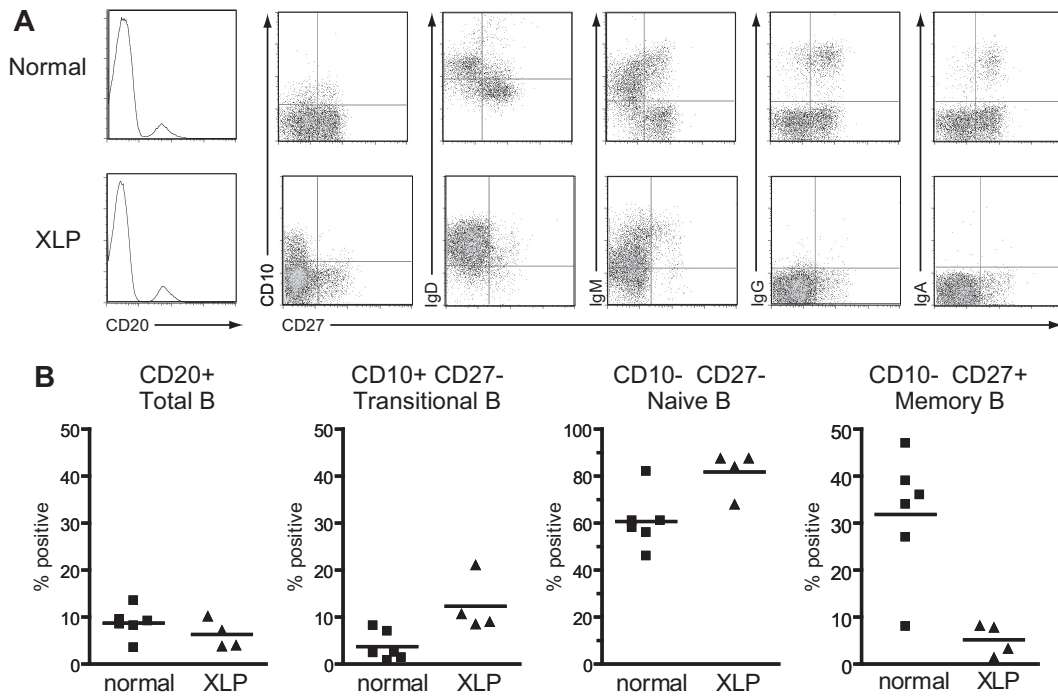 A
Normal
XLP
CD20
CD10
IgD
IgM
IgG
IgA
CD27
B
CD20+
Total B
CD10+ CD27-
Transitional B
CD10- CD27-
Naive B
CD10- CD27+
Memory B
% positive
50
40
30
20
10
0
normal XLP
% positive
50
40
30
20
10
0
normal XLP
% positive
100
80
60
40
20
0
normal XLP
% positive
50
40
30
20
10
0
normal XLP